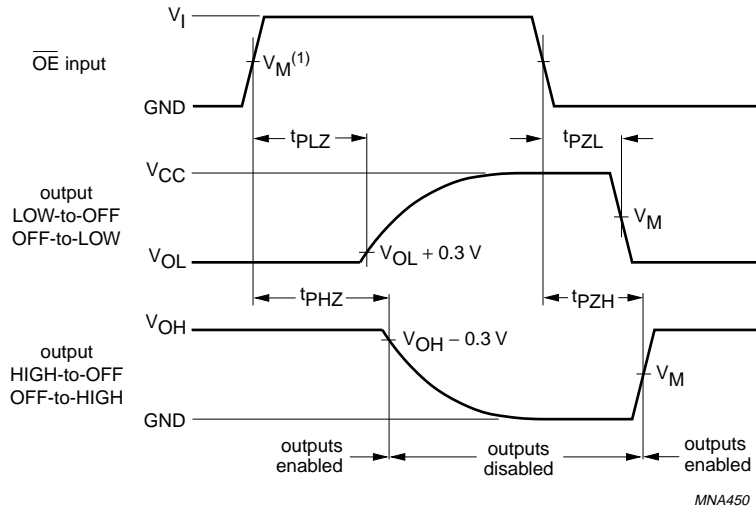 V_I
O̅E̅ input
V_M^(1)
GND
t_PLZ
t_PZL
V_CC
output
LOW-to-OFF
OFF-to-LOW
V_M
V_OL + 0.3 V
V_OL
t_PHZ
t_PZH
V_OH
V_OH − 0.3 V
output
HIGH-to-OFF
OFF-to-HIGH
V_M
GND
outputs
enabled
outputs
disabled
outputs
enabled
MNA450